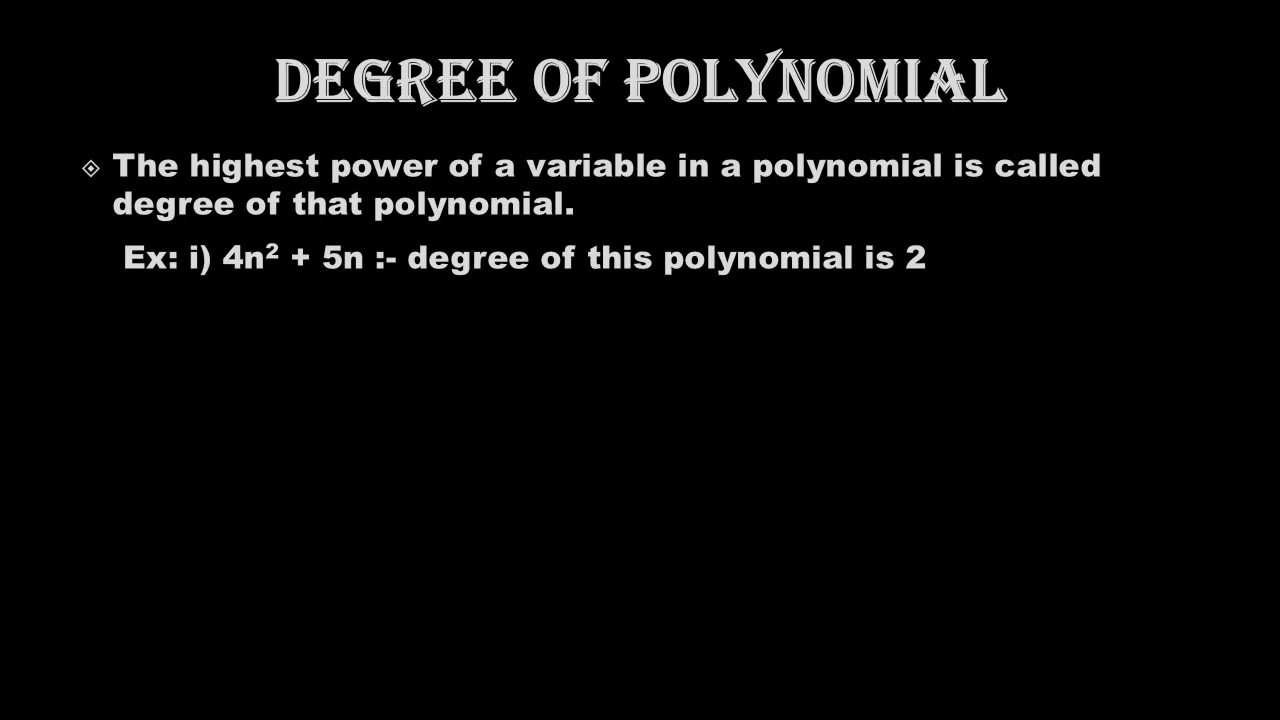 DEGREE OF POLYNOMIAL
The highest power of a variable in a polynomial is called
degree of that polynomial.
Ex: i) 4n² + 5n :- degree of this polynomial is 2